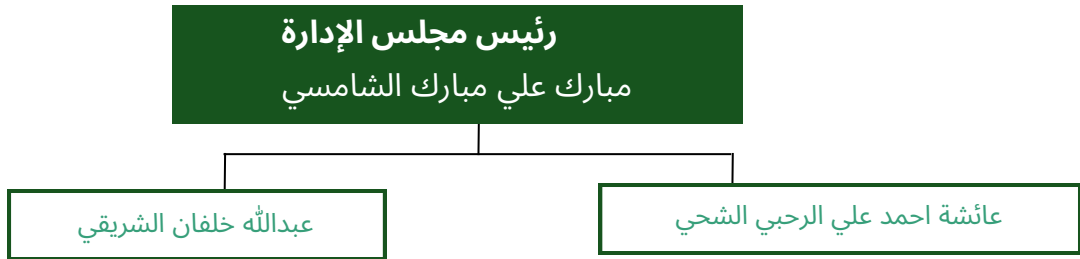 رئيس مجلس الإدارة
مبارك علي مبارك الشامسي
عائشة احمد علي الرحبي الشحي
عبدالله خلفان الشريقي